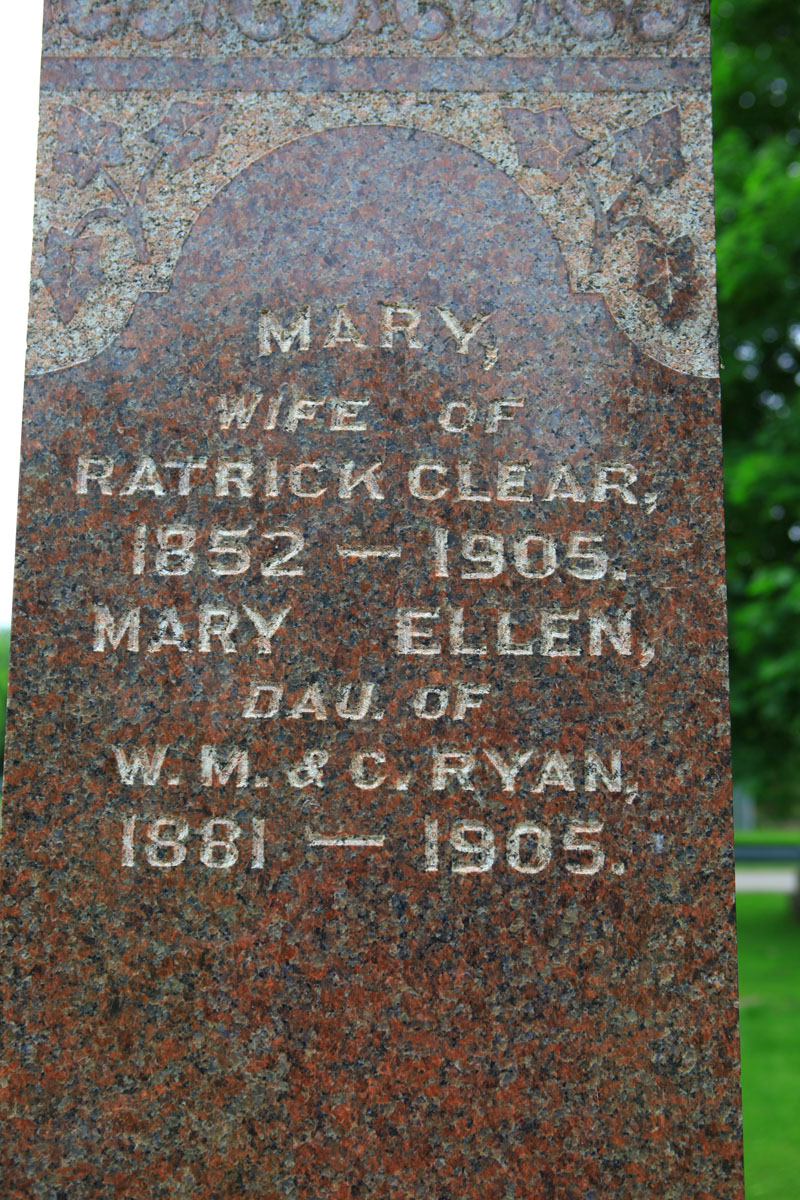 MARY,
WIFE OF
RATRICK CLEAR,
1852 — 1905.
MARY ELLEN,
DAU. OF
W. M. & C. RYAN,
1881 — 1905.